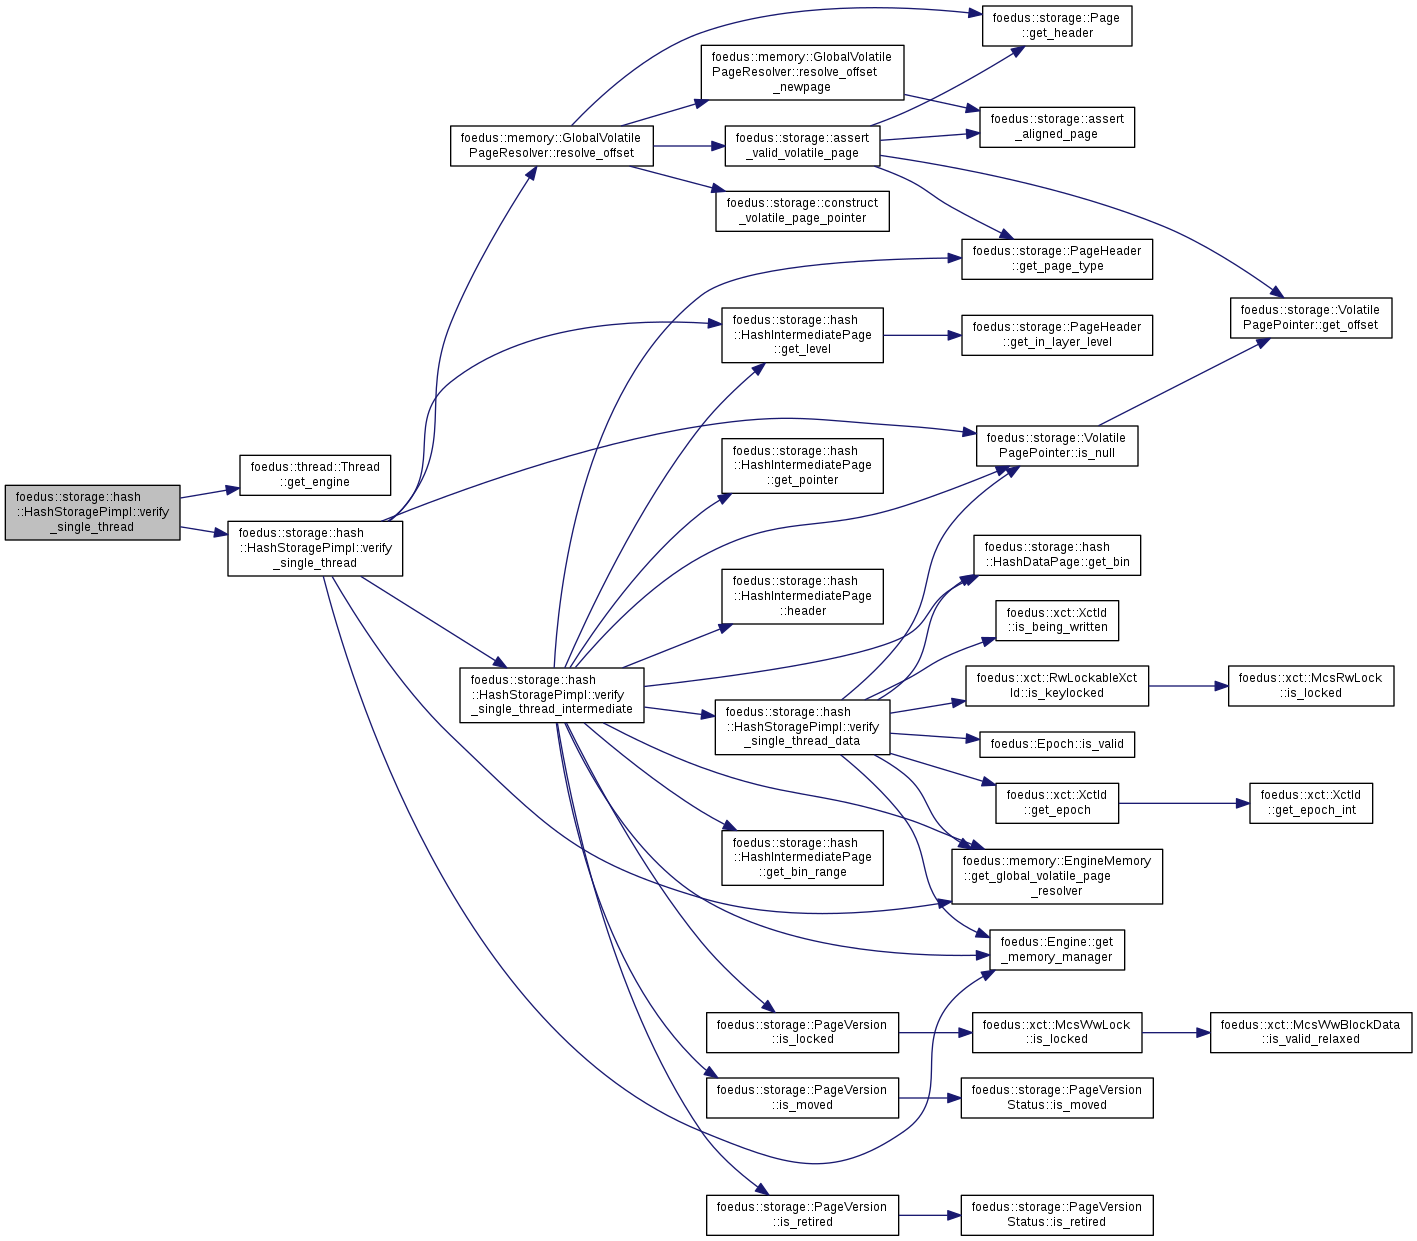 foedus::storage::hash
::HashStoragePimpl::verify
_single_thread
foedus::thread::Thread
::get_engine
foedus::storage::hash
::HashStoragePimpl::verify
_single_thread
foedus::memory::GlobalVolatile
PageResolver::resolve_offset
foedus::storage::hash
::HashStoragePimpl::verify
_single_thread_intermediate
foedus::memory::GlobalVolatile
PageResolver::resolve_offset
_newpage
foedus::storage::assert
_valid_volatile_page
foedus::storage::construct
_volatile_page_pointer
foedus::storage::hash
::HashIntermediatePage
::get_level
foedus::storage::hash
::HashIntermediatePage
::get_pointer
foedus::storage::hash
::HashIntermediatePage
::header
foedus::storage::hash
::HashStoragePimpl::verify
_single_thread_data
foedus::storage::hash
::HashIntermediatePage
::get_bin_range
foedus::storage::PageVersion
::is_locked
foedus::storage::PageVersion
::is_moved
foedus::storage::PageVersion
::is_retired
foedus::storage::Page
::get_header
foedus::storage::assert
_aligned_page
foedus::storage::PageHeader
::get_page_type
foedus::storage::PageHeader
::get_in_layer_level
foedus::storage::Volatile
PagePointer::is_null
foedus::storage::hash
::HashDataPage::get_bin
foedus::xct::XctId
::is_being_written
foedus::xct::RwLockableXct
Id::is_keylocked
foedus::Epoch::is_valid
foedus::xct::XctId
::get_epoch
foedus::memory::EngineMemory
::get_global_volatile_page
_resolver
foedus::Engine::get
_memory_manager
foedus::xct::McsWwLock
::is_locked
foedus::storage::PageVersion
Status::is_moved
foedus::storage::PageVersion
Status::is_retired
foedus::storage::Volatile
PagePointer::get_offset
foedus::xct::McsRwLock
::is_locked
foedus::xct::XctId
::get_epoch_int
foedus::xct::McsWwBlockData
::is_valid_relaxed